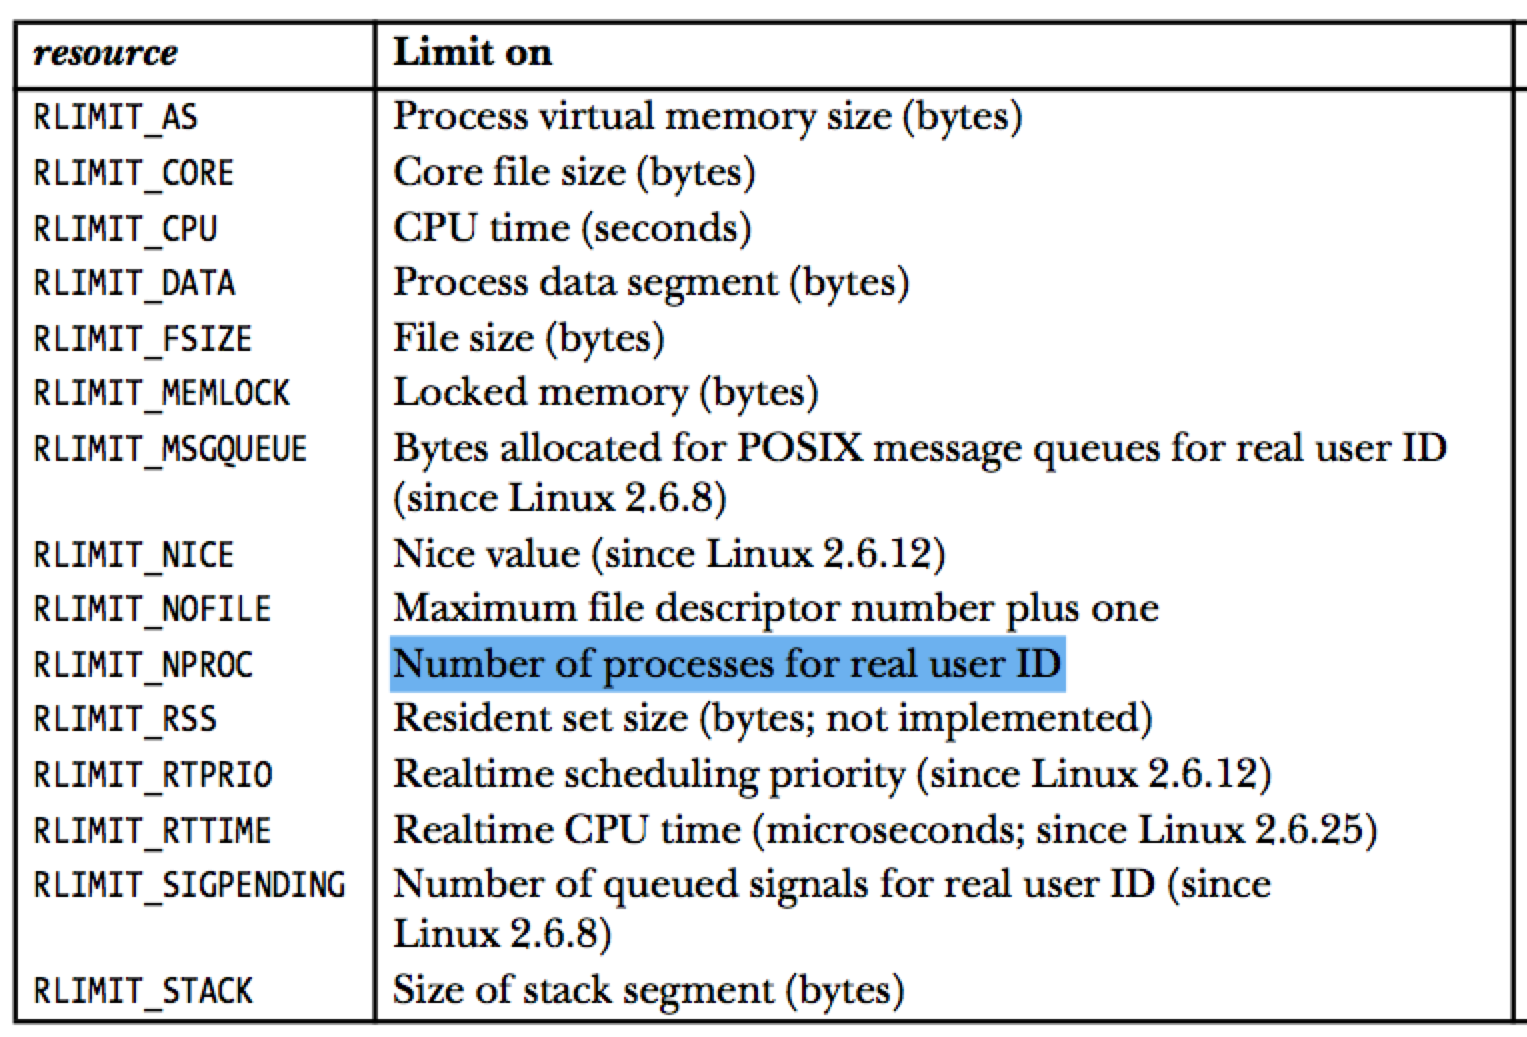 resource Limit on
RLIMIT_AS Process virtual memory size (bytes)
RLIMIT_CORE Core file size (bytes)
RLIMIT_CPU CPU time (seconds)
RLIMIT_DATA Process data segment (bytes)
RLIMIT_FSIZE File size (bytes)
RLIMIT_MEMLOCK Locked memory (bytes)
RLIMIT_MSGQUEUE Bytes allocated for POSIX message queues for real user ID
(since Linux 2.6.8)
RLIMIT_NICE Nice value (since Linux 2.6.12)
RLIMIT_NOFILE Maximum file descriptor number plus one
RLIMIT_NPROC Number of processes for real user ID
RLIMIT_RSS Resident set size (bytes; not implemented)
RLIMIT_RTPRIO Realtime scheduling priority (since Linux 2.6.12)
RLIMIT_RTTIME Realtime CPU time (microseconds; since Linux 2.6.25)
RLIMIT_SIGPENDING Number of queued signals for real user ID (since
Linux 2.6.8)
RLIMIT_STACK Size of stack segment (bytes)